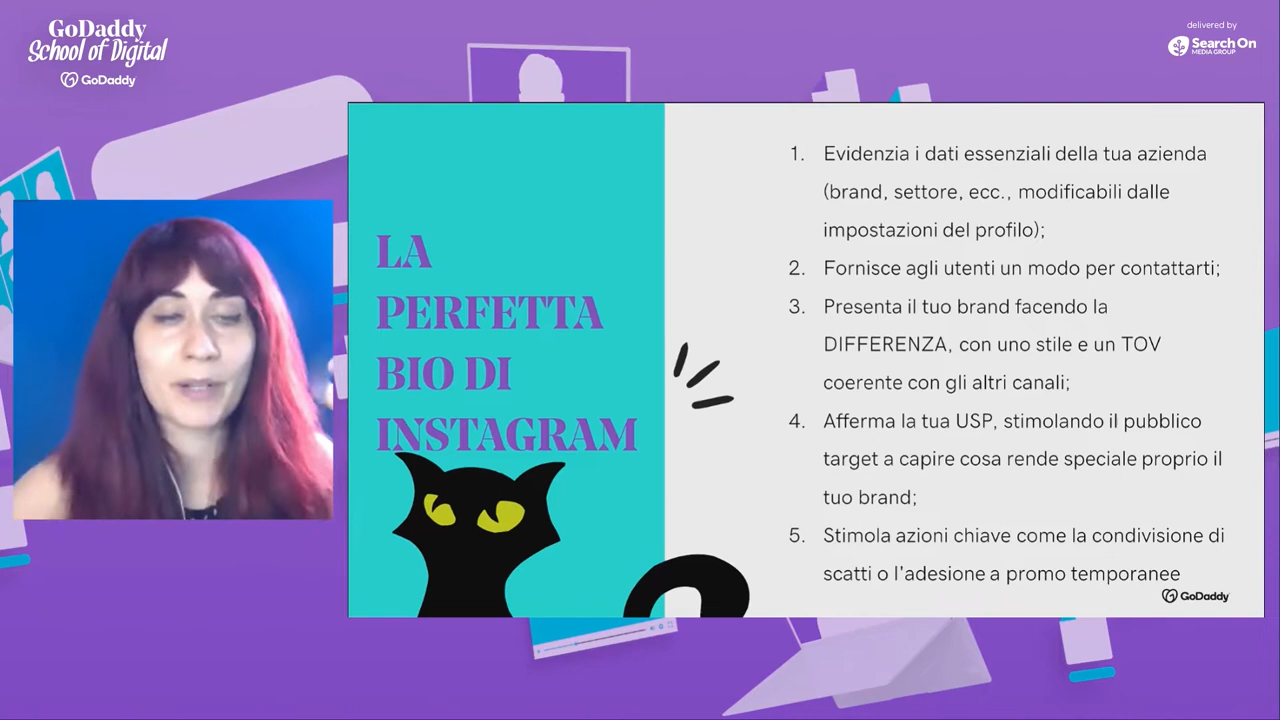 GoDaddy
School of Digital
GoDaddy
delivered by
Search On
MEDIA GROUP
LA
PERFETTA
BIO DI
INSTAGRAM
1. Evidenzia i dati essenziali della tua azienda
(brand, settore, ecc., modificabili dalle
impostazioni del profilo);
2. Fornisce agli utenti un modo per contattarti;
3. Presenta il tuo brand facendo la
DIFFERENZA, con uno stile e un TOV
coerente con gli altri canali;
4. Afferma la tua USP, stimolando il pubblico
target a capire cosa rende speciale proprio il
tuo brand;
5. Stimola azioni chiave come la condivisione di
scatti o l'adesione a promo temporanee
GoDaddy